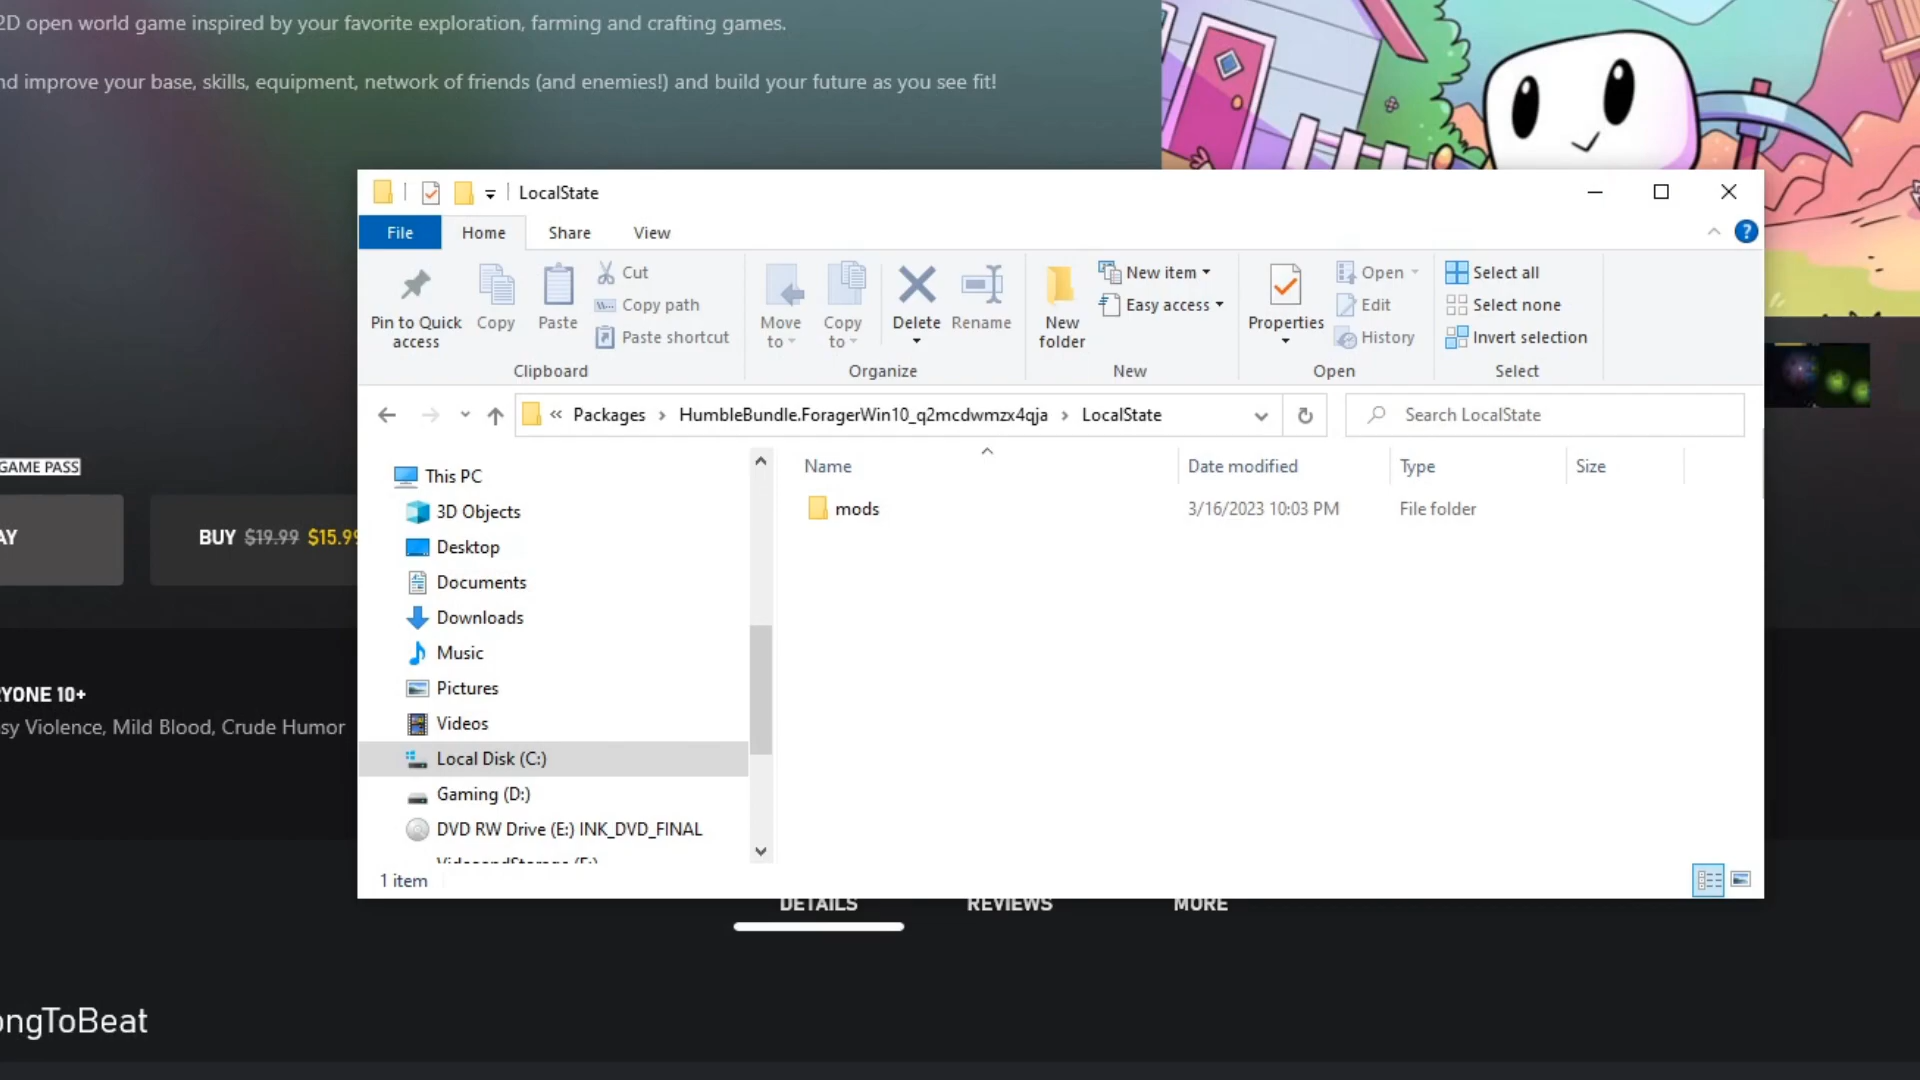 2D open world game inspired by your favorite exploration, farming and crafting games.
nd improve your base, skills, equipment, network of friends (and enemies!) and build your future as you see fit!
LocalState
File Home Share View
Pin to Quick access
Copy
Paste
Cut
Copy path
Paste shortcut
Clipboard
Move to
Copy to
Delete
Rename
Organize
New folder
New item
Easy access
New
Properties
Open
Edit
History
Open
Select all
Select none
Invert selection
Select
« Packages › HumbleBundle.ForagerWin10_q2mcdwmzx4qja › LocalState
Search LocalState
Name Date modified Type Size
mods 3/16/2023 10:03 PM File folder
This PC
3D Objects
Desktop
Documents
Downloads
Music
Pictures
Videos
Local Disk (C:)
Gaming (D:)
DVD RW Drive (E:) INK_DVD_FINAL
1 item
GAME PASS
AY
BUY $19.99 $15.99
RYONE 10+
sy Violence, Mild Blood, Crude Humor
DETAILS REVIEWS MORE
ongToBeat